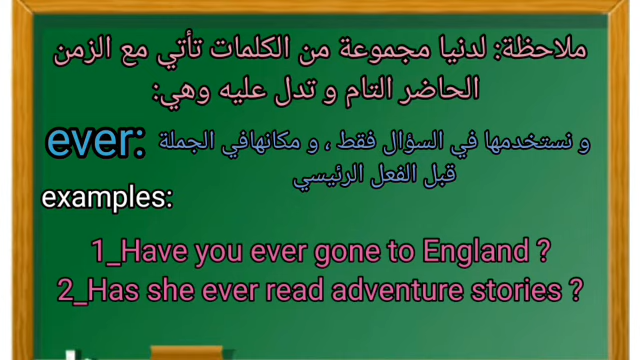 ملاحظة: لدنيا مجموعة من الكلمات تأتي مع الزمن
الحاضر التام و تدل عليه وهي:
ever: و نستخدمها في السؤال فقط ، و مكانهافي الجملة
قبل الفعل الرئيسي
examples:
1_Have you ever gone to England ?
2_Has she ever read adventure stories ?